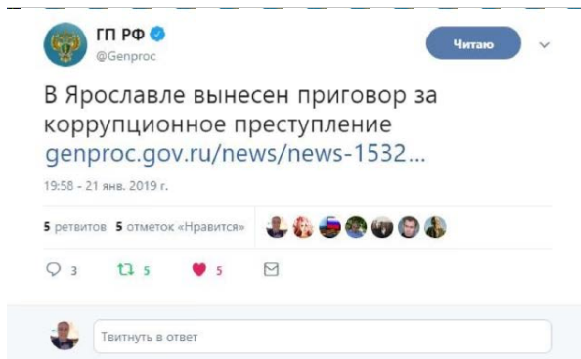 ГП РФ
@Genproc
Читаю
В Ярославле вынесен приговор за
коррупционное преступление
genproc.gov.ru/news/news-1532...
19:58 - 21 янв. 2019 г.
5 ретвитов 5 отметок «Нравится»
3 5 5
Твитнуть в ответ